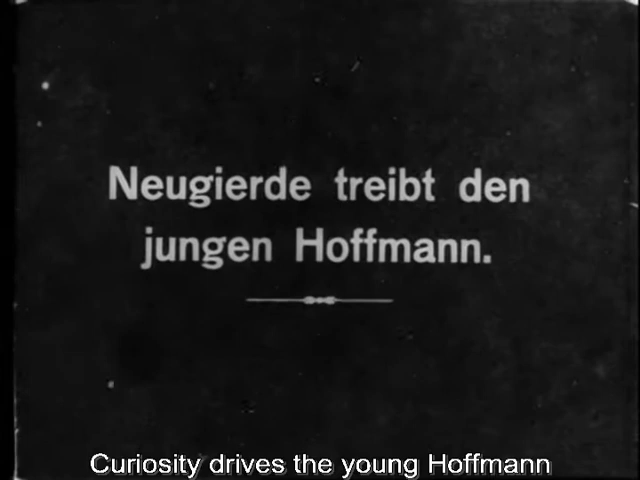 Neugierde treibt den
jungen Hoffmann.
Curiosity drives the young Hoffmann